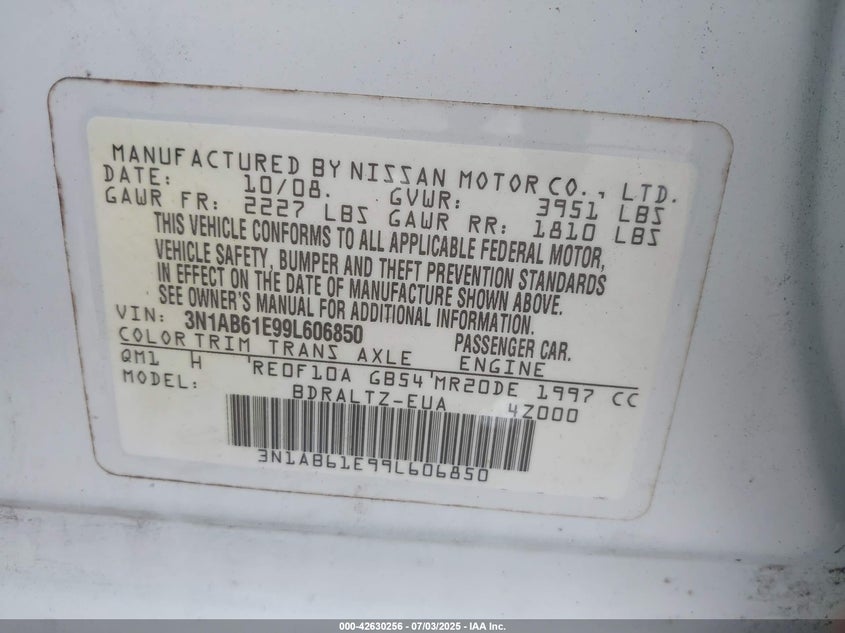 MANUFACTURED BY NISSAN MOTOR CO., LTD.
DATE: 10/08. GVWR: 3951 LBS
GAWR FR: 2227 LBS GAWR RR: 1810 LBS
THIS VEHICLE CONFORMS TO ALL APPLICABLE FEDERAL MOTOR,
VEHICLE SAFETY, BUMPER AND THEFT PREVENTION STANDARDS
IN EFFECT ON THE DATE OF MANUFACTURE SHOWN ABOVE.
SEE OWNER'S MANUAL FOR ADDITIONAL INFORMATION.
VIN: 3N1AB61E99L606850 PASSENGER CAR.
COLOR TRIM TRANS AXLE ENGINE
QM1 H 'RE0F10A GB54'MR20DE 1997 CC
MODEL: BDRALTZ-EUA 4Z000
3N1AB61E99L606850
000-42630256 - 07/03/2025 - IAA Inc.